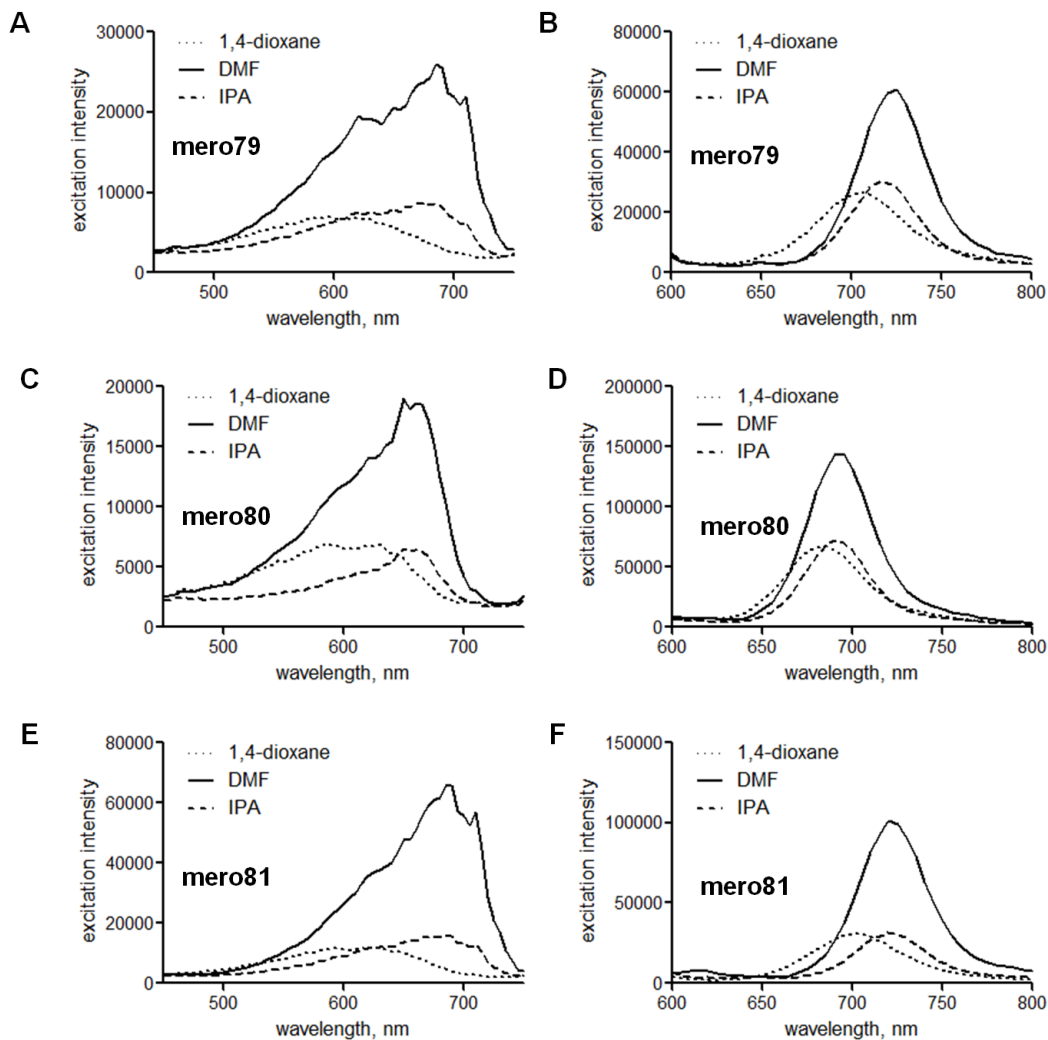 A
30000
20000
10000
0
excitation intensity
1,4-dioxane
DMF
IPA
mero79
500
600
700
wavelength, nm
B
80000
60000
40000
20000
0
excitation intensity
1,4-dioxane
DMF
IPA
mero79
600
650
700
750
800
wavelength, nm
C
20000
15000
10000
5000
0
excitation intensity
1,4-dioxane
DMF
IPA
mero80
500
600
700
wavelength, nm
D
200000
150000
100000
50000
0
excitation intensity
1,4-dioxane
DMF
IPA
mero80
600
650
700
750
800
wavelength, nm
E
80000
60000
40000
20000
0
excitation intensity
1,4-dioxane
DMF
IPA
mero81
500
600
700
wavelength, nm
F
150000
100000
50000
0
excitation intensity
1,4-dioxane
DMF
IPA
mero81
600
650
700
750
800
wavelength, nm